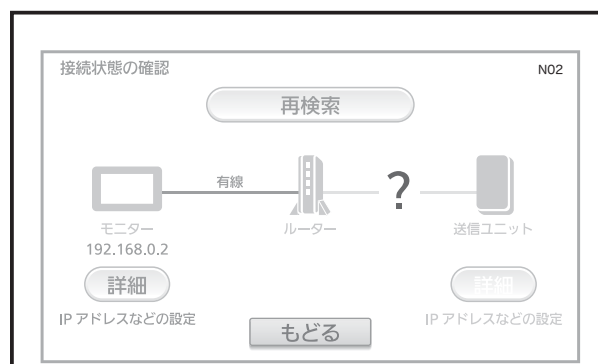 接続状態の確認
N02
再検索
有線
?
モニター
ルーター
送信ユニット
192.168.0.2
詳細
詳細
IP アドレスなどの設定
IP アドレスなどの設定
もどる